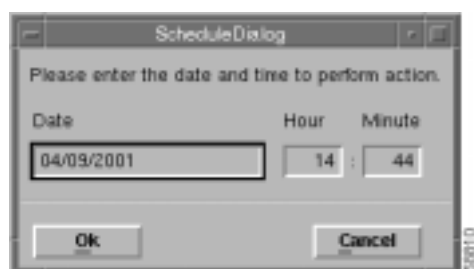 ScheduleDialog
Please enter the date and time to perform action.
Date Hour Minute
04/09/2001 14 : 44
Ok Cancel